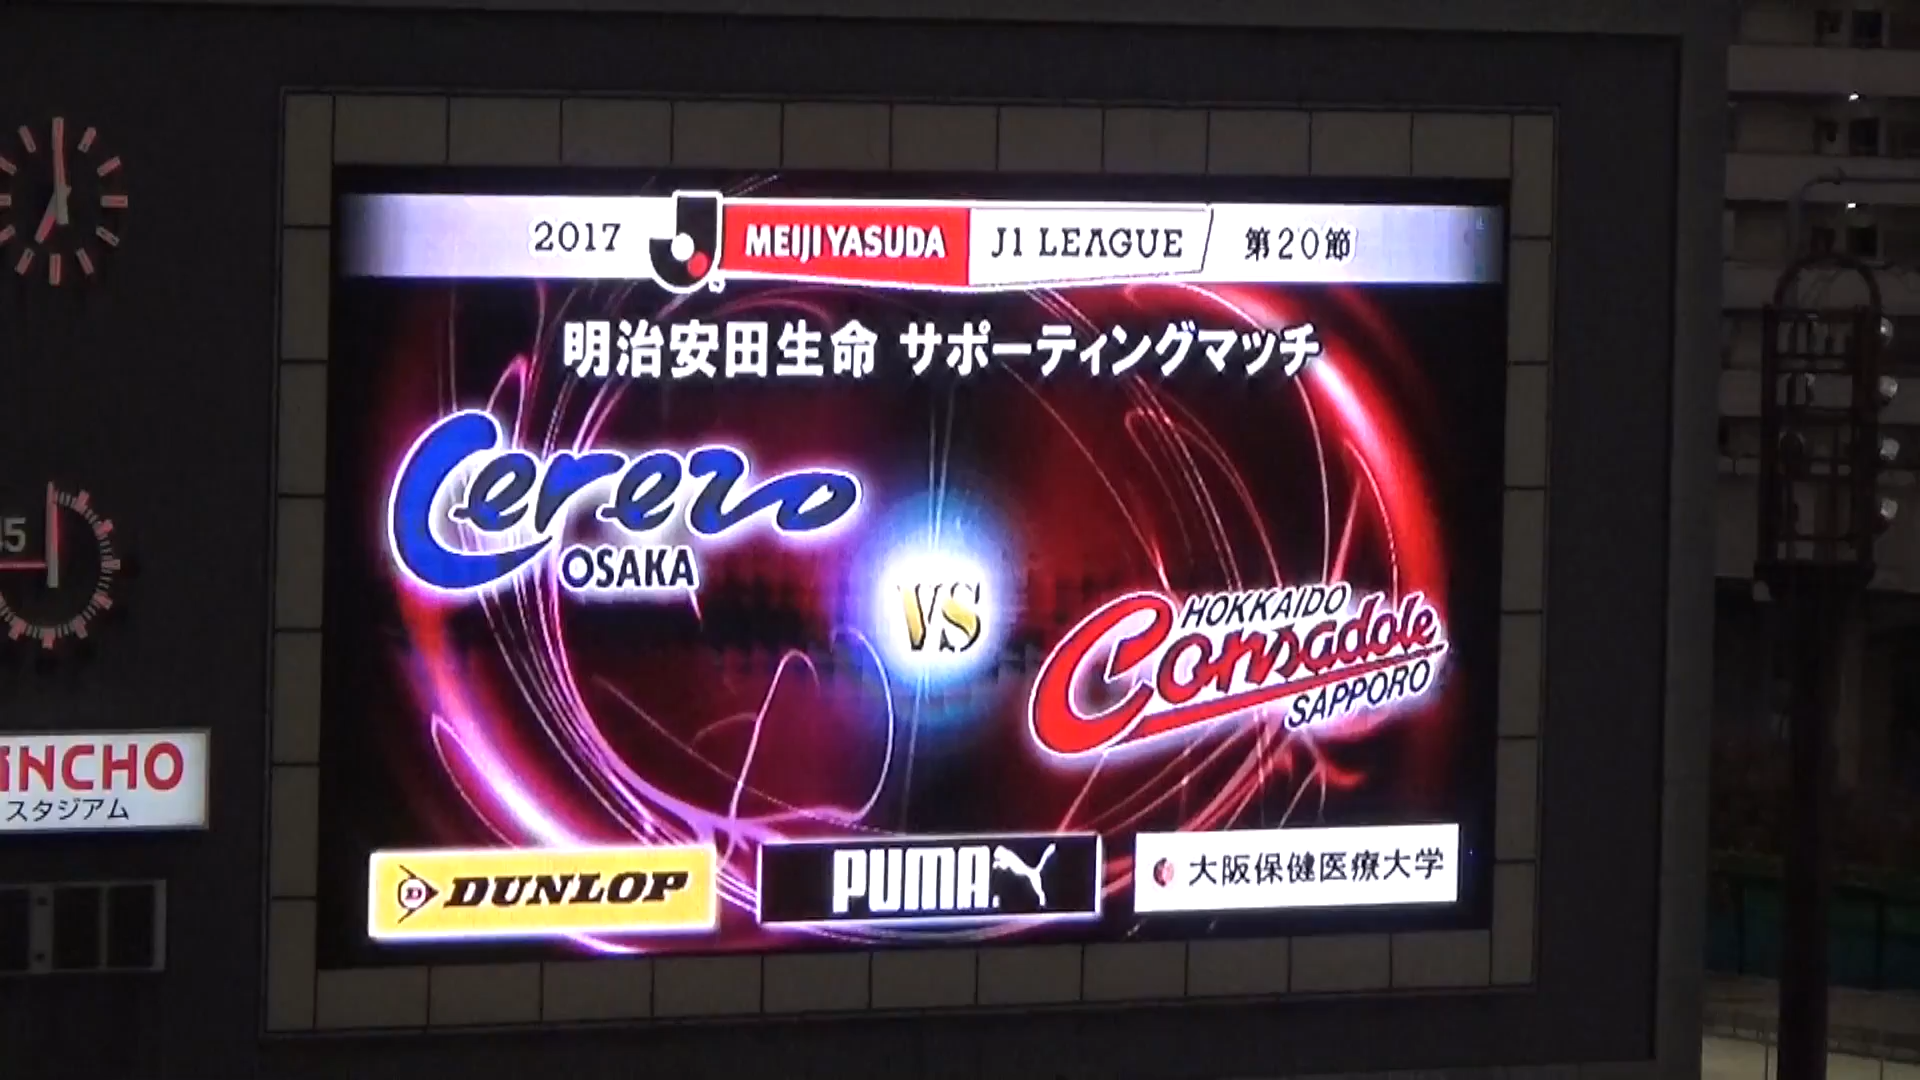 2017 MEIJI YASUDA J1 LEAGUE 第20節
明治安田生命 サポーティングマッチ
Cerezo
OSAKA
VS
HOKKAIDO
Consadole
SAPPORO
DUNLOP
PUMA
大阪保健医療大学
45
INCHO
スタジアム